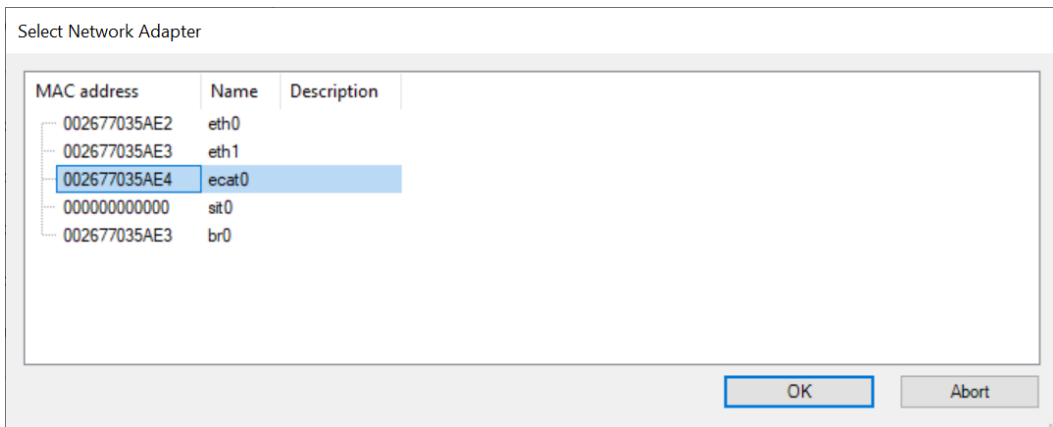 Select Network Adapter
MAC address Name Description
002677035AE2 eth0
002677035AE3 eth1
002677035AE4 ecat0
000000000000 sit0
002677035AE3 br0
OK Abort